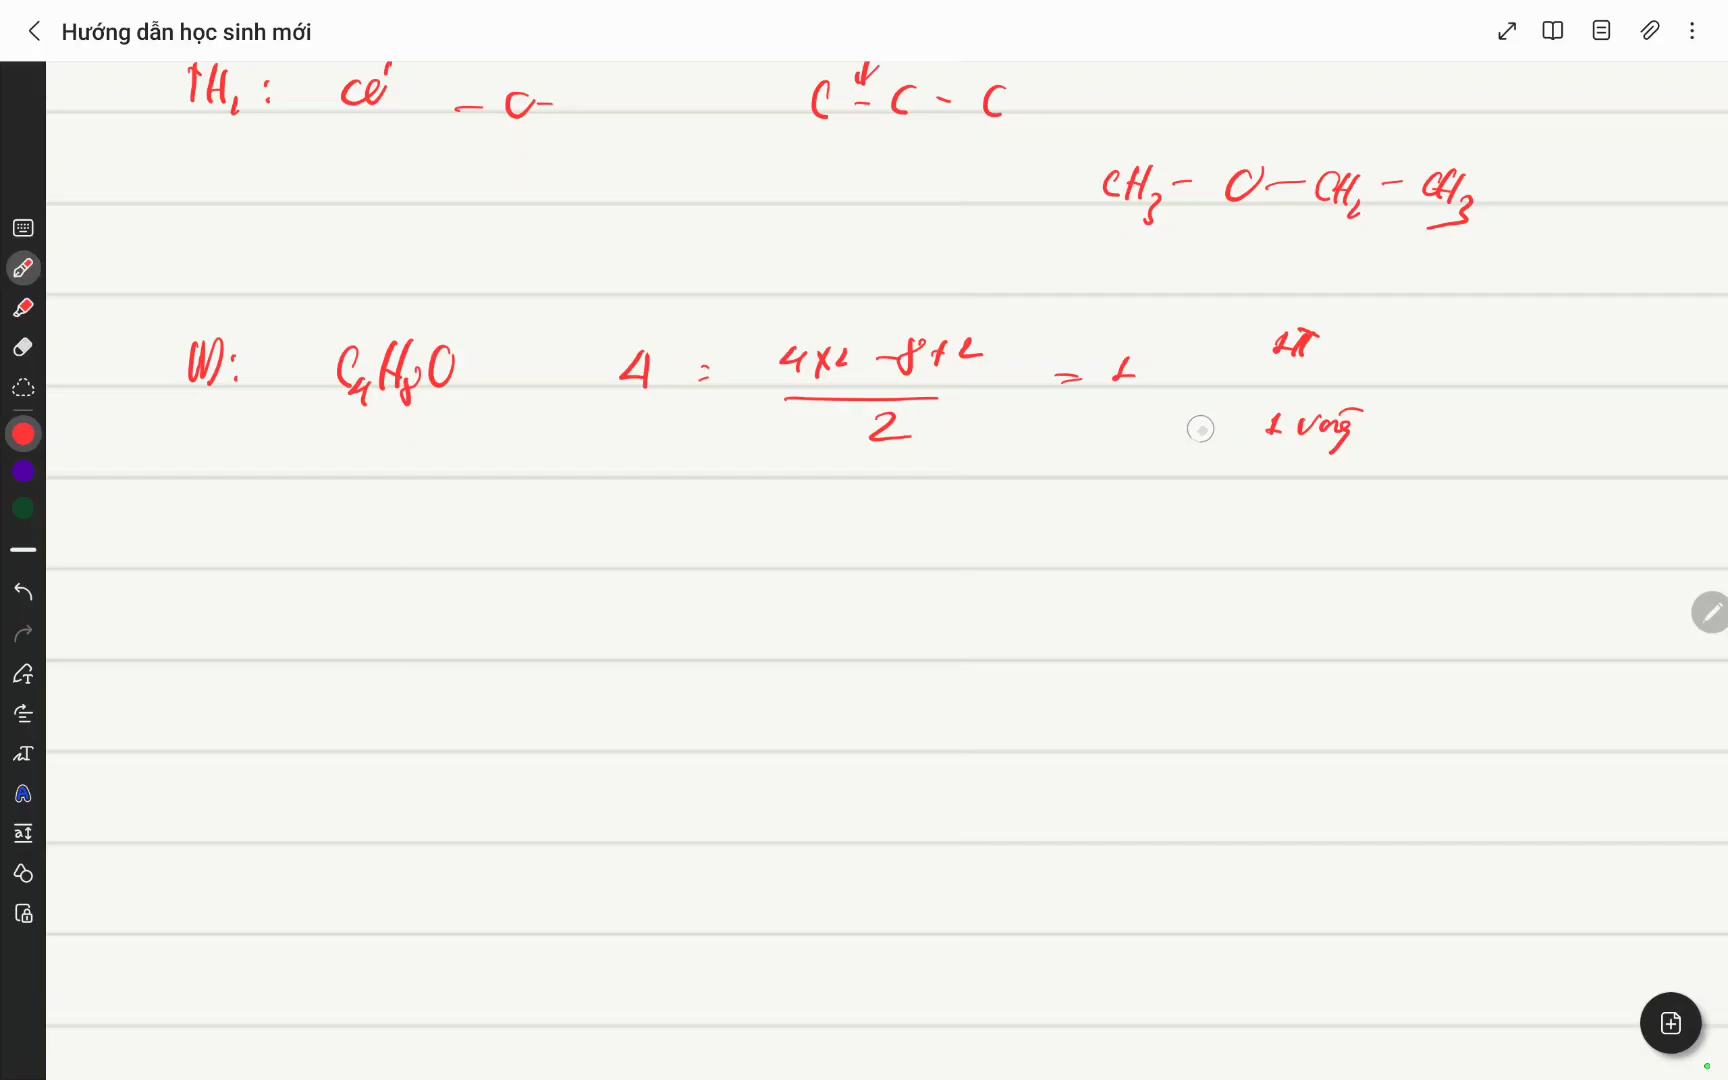 Hướng dẫn học sinh mới
TH₂ : có - O - C - C - C
CH₃ - O - CH₂ - CH₃
VD: C₄H₈O Δ = (4x2 - 8 + 2) / 2 = 1
1π
1 vòng